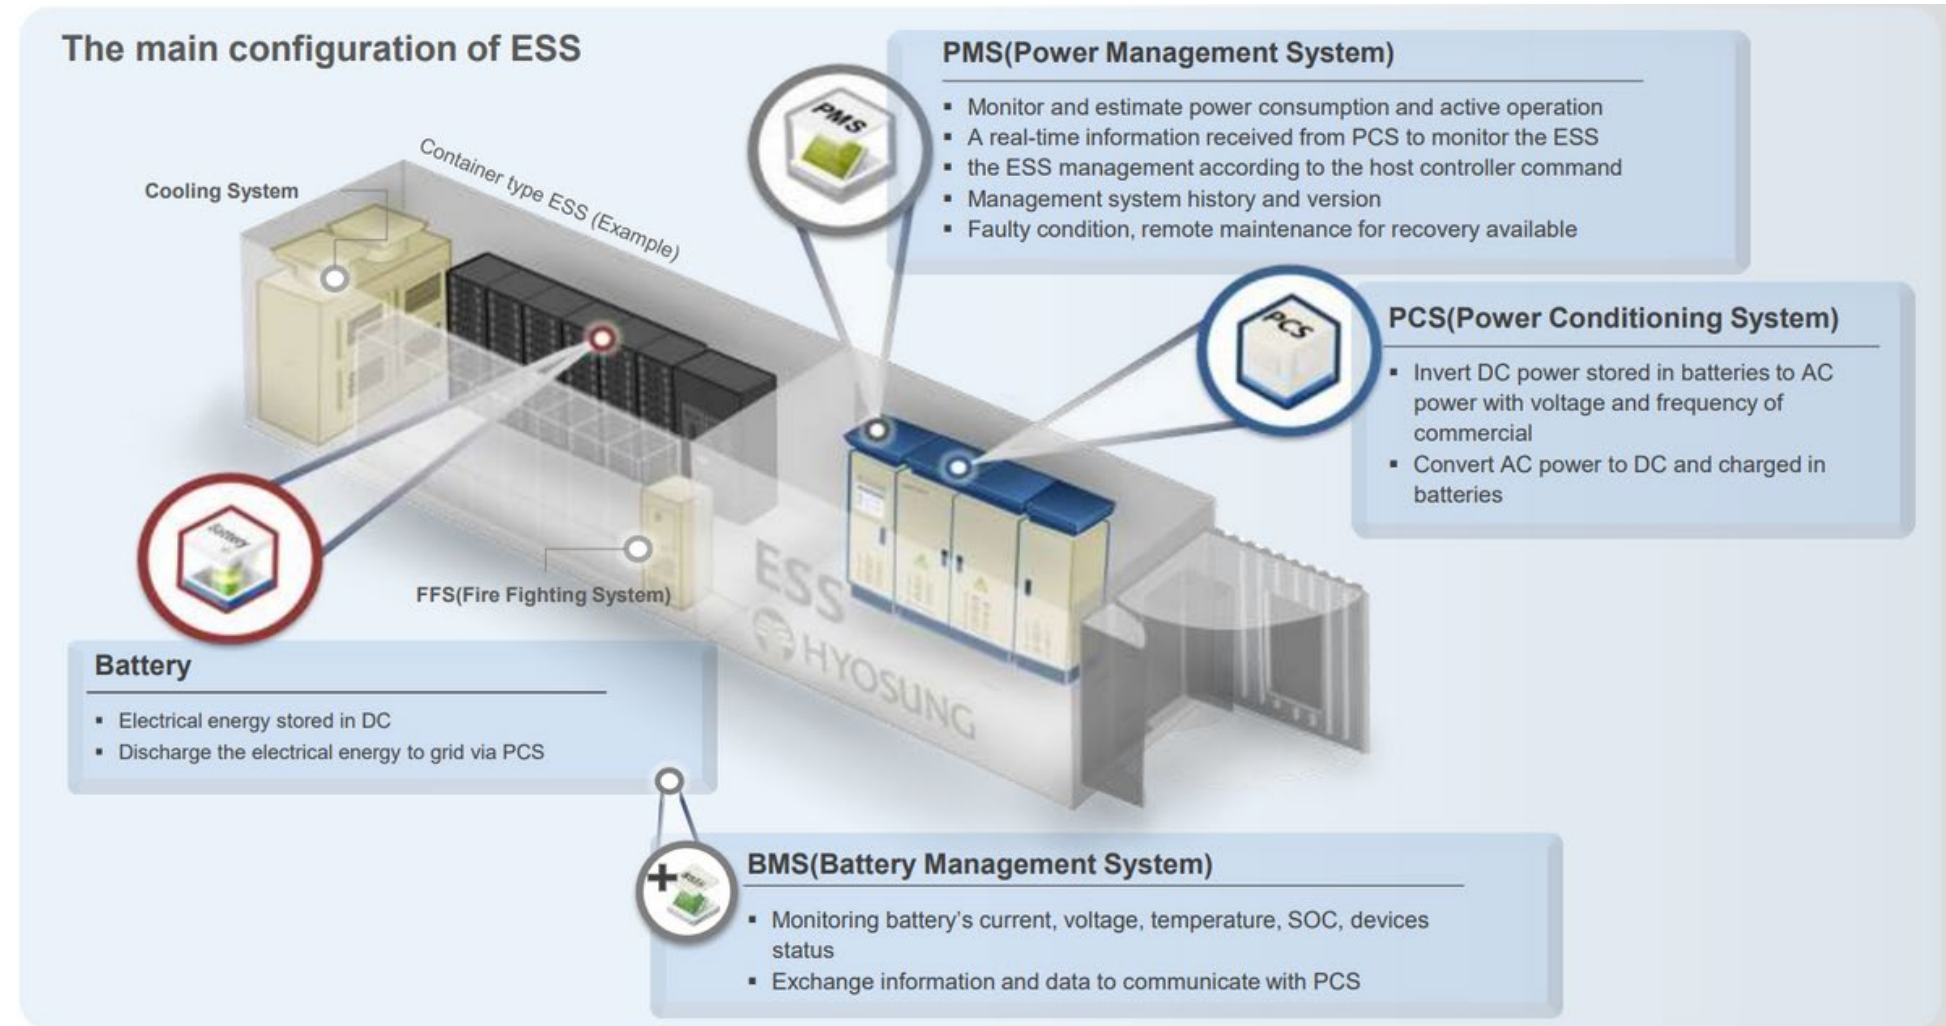 The main configuration of ESS
PMS(Power Management System)
▪ Monitor and estimate power consumption and active operation
▪ A real-time information received from PCS to monitor the ESS
▪ the ESS management according to the host controller command
▪ Management system history and version
▪ Faulty condition, remote maintenance for recovery available
PMS
Container type ESS (Example)
Cooling System
PCS
PCS(Power Conditioning System)
▪ Invert DC power stored in batteries to AC
power with voltage and frequency of
commercial
▪ Convert AC power to DC and charged in
batteries
Battery
FFS(Fire Fighting System)
ESS
HYOSUNG
Battery
▪ Electrical energy stored in DC
▪ Discharge the electrical energy to grid via PCS
BMS(Battery Management System)
▪ Monitoring battery's current, voltage, temperature, SOC, devices
status
▪ Exchange information and data to communicate with PCS